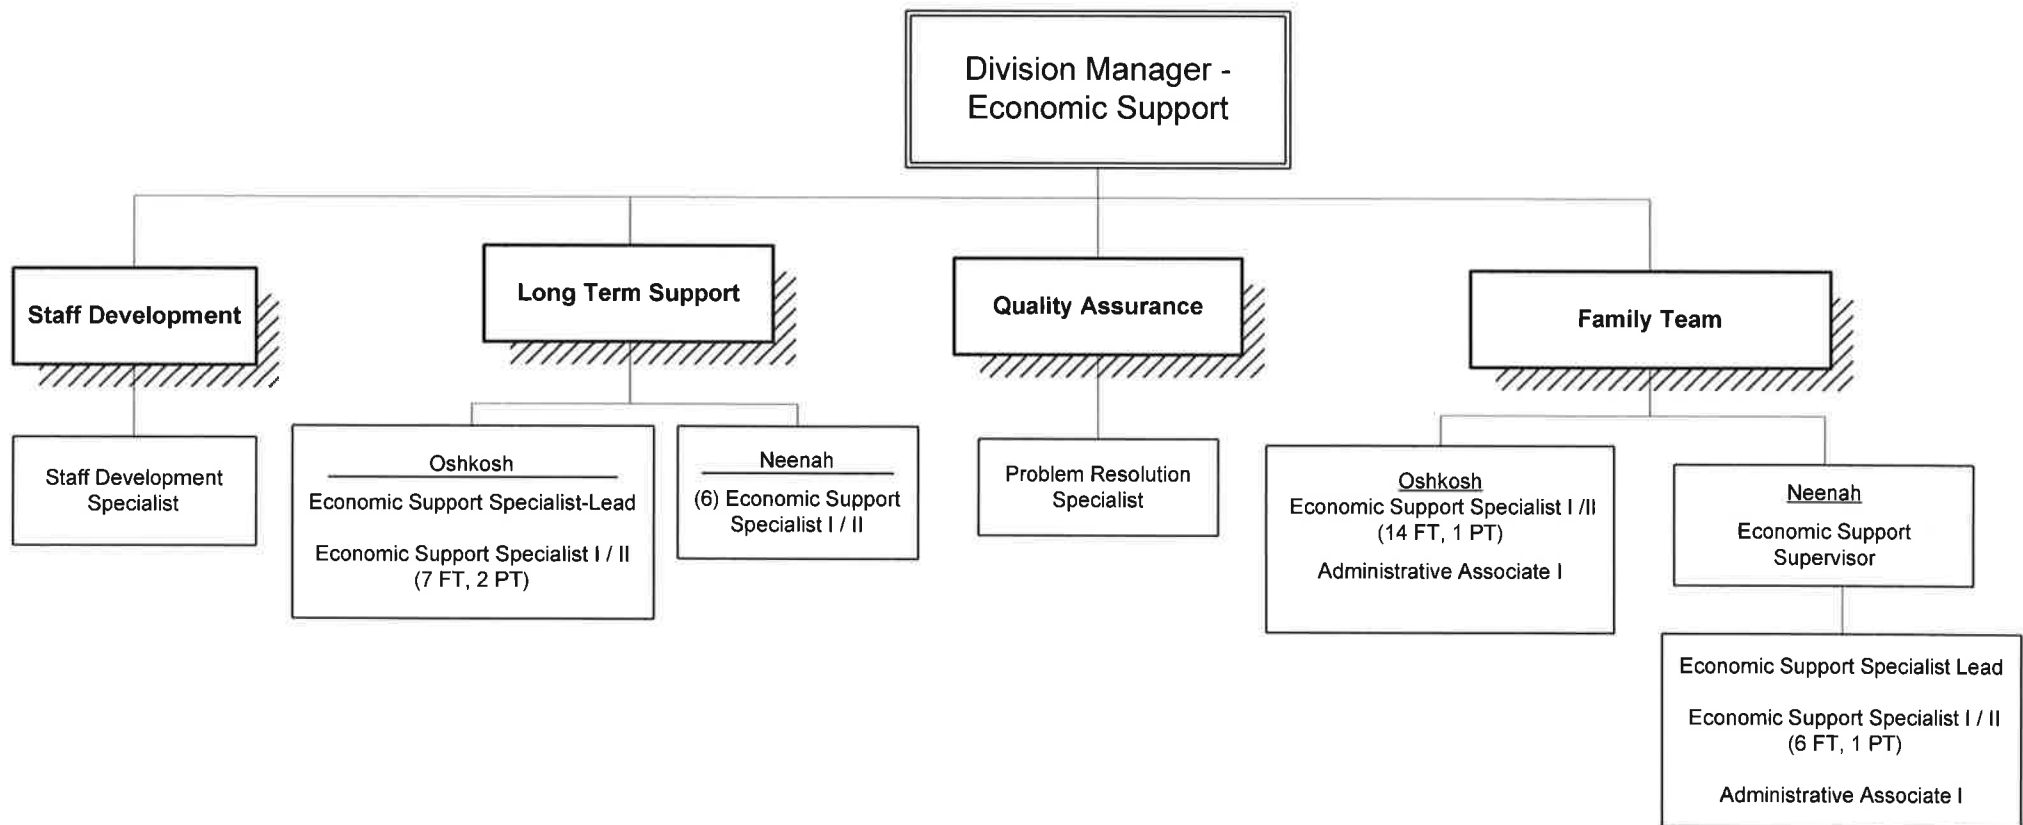 Division Manager -
Economic Support
Staff Development
Long Term Support
Quality Assurance
Family Team
Staff Development
Specialist
Oshkosh
Economic Support Specialist-Lead
Economic Support Specialist I / II
(7 FT, 2 PT)
Neenah
(6) Economic Support
Specialist I / II
Problem Resolution
Specialist
Oshkosh
Economic Support Specialist I /II
(14 FT, 1 PT)
Administrative Associate I
Neenah
Economic Support
Supervisor
Economic Support Specialist Lead
Economic Support Specialist I / II
(6 FT, 1 PT)
Administrative Associate I